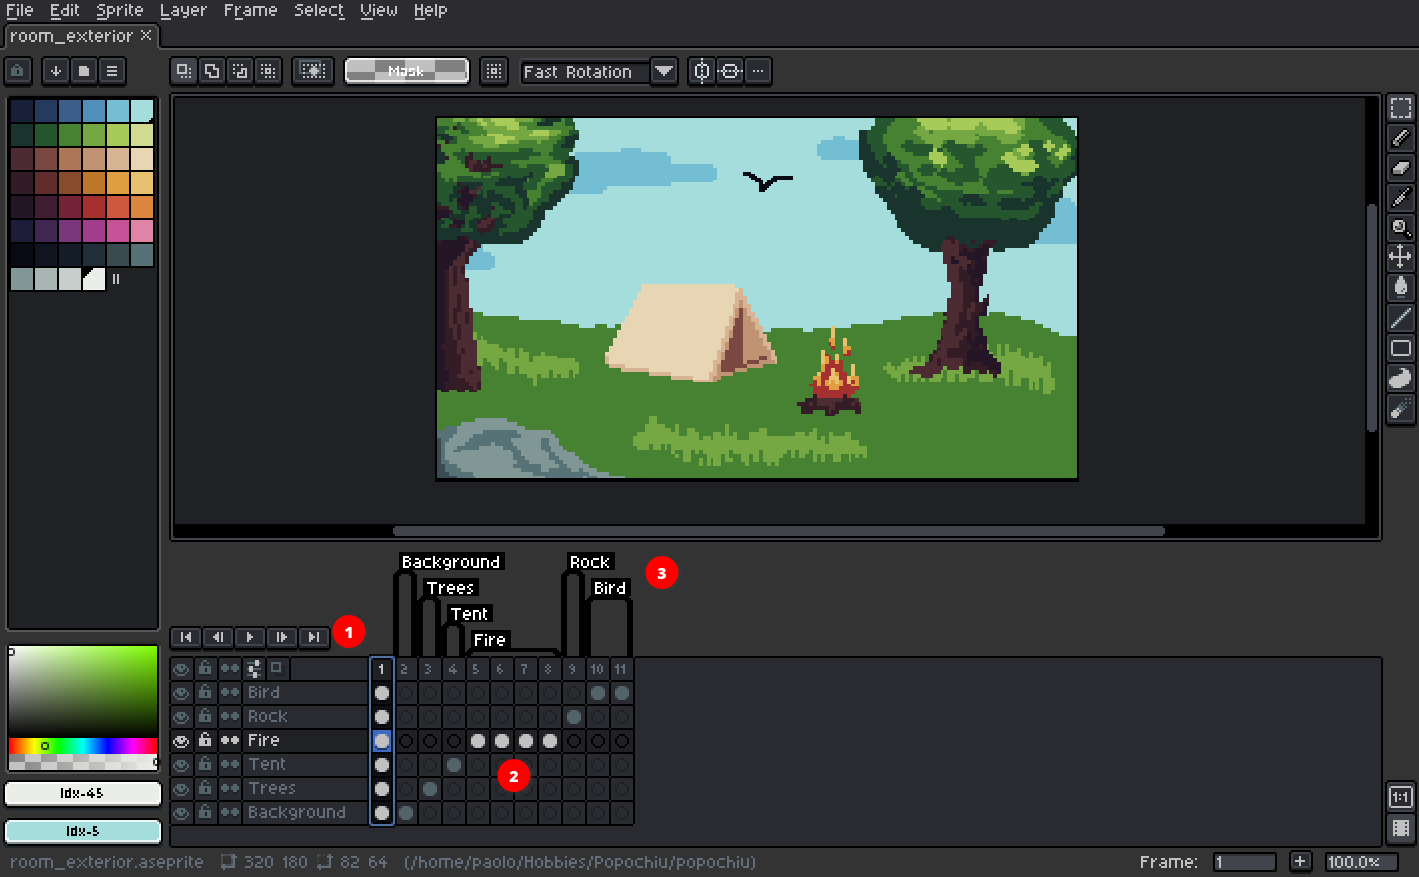 File Edit Sprite Layer Frame Select View Help
room_exterior X
Mask
Fast Rotation
Background
Rock
3
Trees
Bird
Tent
1
Fire
1 2 3 4 5 6 7 8 9 10 11
Bird
Rock
Fire
Tent
2
Trees
Background
Idx-45
Idx-5
1:1
room_exterior.aseprite 320 180 82 64 (/home/paolo/Hobbies/Popochiu/popochiu)
Frame: 1 + 100.0%